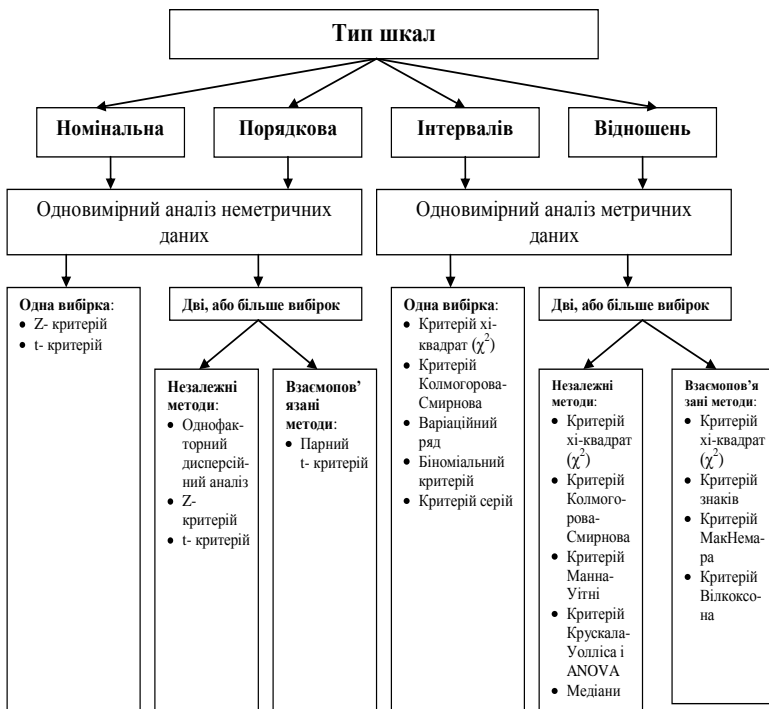 Тип шкал
Номінальна
Порядкова
Інтервалів
Відношень
Одновимірний аналіз неметричних
даних
Одновимірний аналіз метричних
даних
Одна вибірка:
• Z- критерій
• t- критерій
Дві, або більше вибірок
Незалежні
методи:
• Однофак-
торний
дисперсій-
ний аналіз
• Z-
критерій
• t- критерій
Взаємопов’
язані
методи:
• Парний
t- критерій
Одна вибірка:
• Критерій хі-
квадрат (χ²)
• Критерій
Колмогорова-
Смирнова
• Варіаційний
ряд
• Біноміальний
критерій
• Критерій серій
Дві, або більше вибірок
Незалежні
методи:
• Критерій
хі-квадрат
(χ²)
• Критерій
Колмого-
рова-
Смирнова
• Критерій
Манна-
Уітні
• Критерій
Крускала-
Уолліса і
ANOVA
• Медіани
Взаємопов’я
зані методи:
• Критерій
хі-квадрат
(χ²)
• Критерій
знаків
• Критерій
МакНема-
ра
• Критерій
Вілкоксо-
на